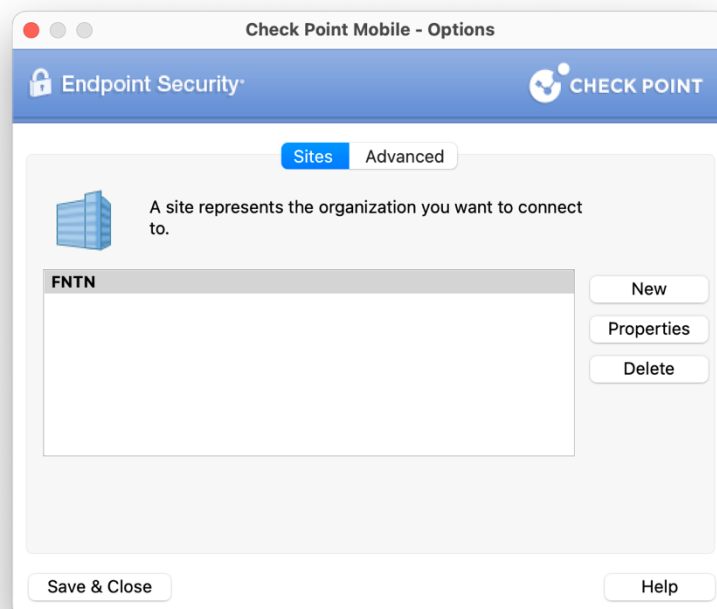 Check Point Mobile - Options
Endpoint Security
CHECK POINT
Sites
Advanced
A site represents the organization you want to connect
to.
FNTN
New
Properties
Delete
Save & Close
Help